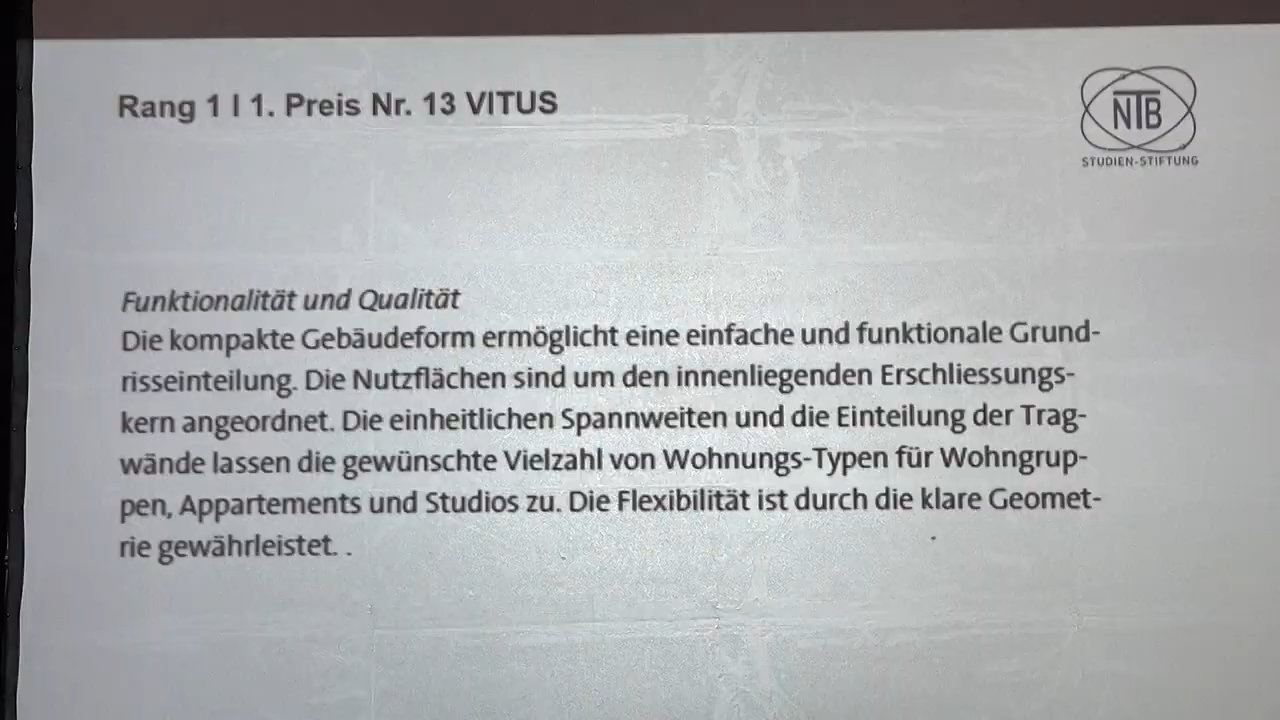 Rang 1 I 1. Preis Nr. 13 VITUS
NTB
STUDIEN-STIFTUNG
Funktionalität und Qualität
Die kompakte Gebäudeform ermöglicht eine einfache und funktionale Grund-
risseinteilung. Die Nutzflächen sind um den innenliegenden Erschliessungs-
kern angeordnet. Die einheitlichen Spannweiten und die Einteilung der Trag-
wände lassen die gewünschte Vielzahl von Wohnungs-Typen für Wohngrup-
pen, Appartements und Studios zu. Die Flexibilität ist durch die klare Geomet-
rie gewährleistet. .